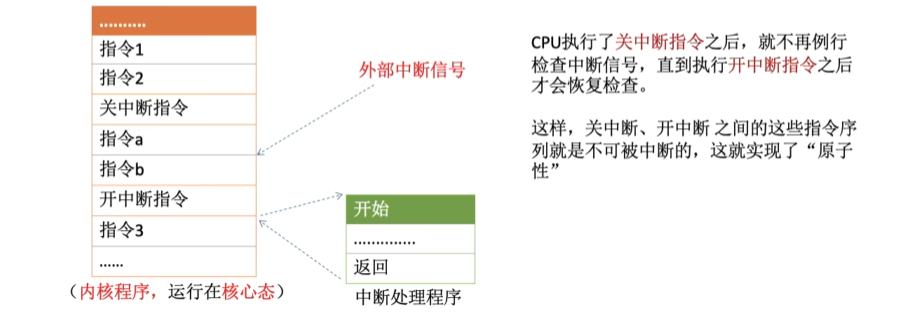 ..........
指令1
指令2
关中断指令
指令a
指令b
开中断指令
指令3
......
（内核程序，运行在核心态）
外部中断信号
开始
..............
返回
中断处理程序
CPU执行了关中断指令之后，就不再例行
检查中断信号，直到执行开中断指令之后
才会恢复检查。
这样，关中断、开中断 之间的这些指令序
列就是不可被中断的，这就实现了“原子
性”